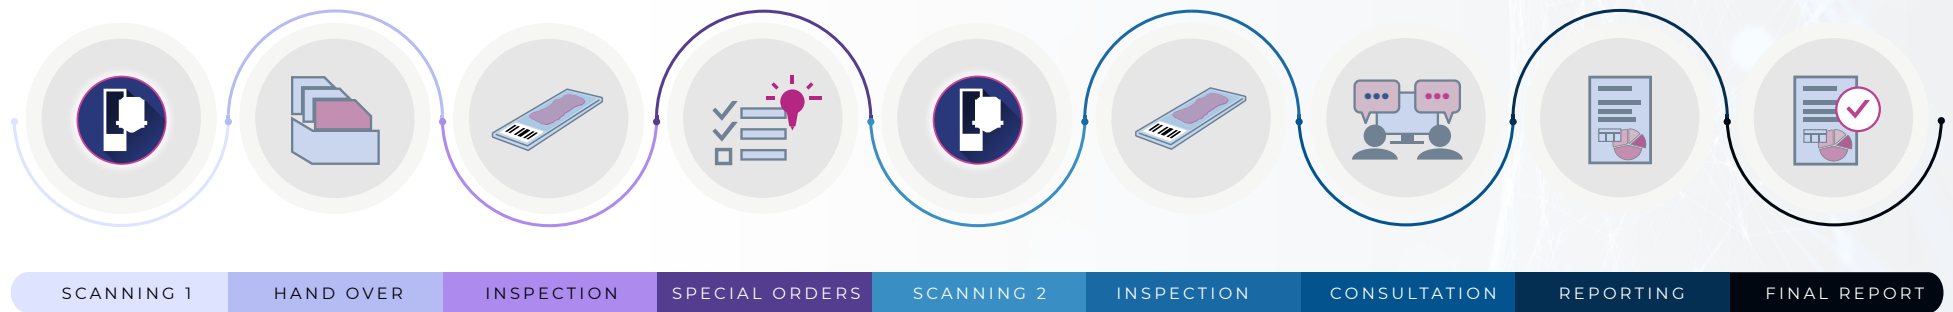 SCANNING 1
HAND OVER
INSPECTION
SPECIAL ORDERS
SCANNING 2
INSPECTION
CONSULTATION
REPORTING
FINAL REPORT